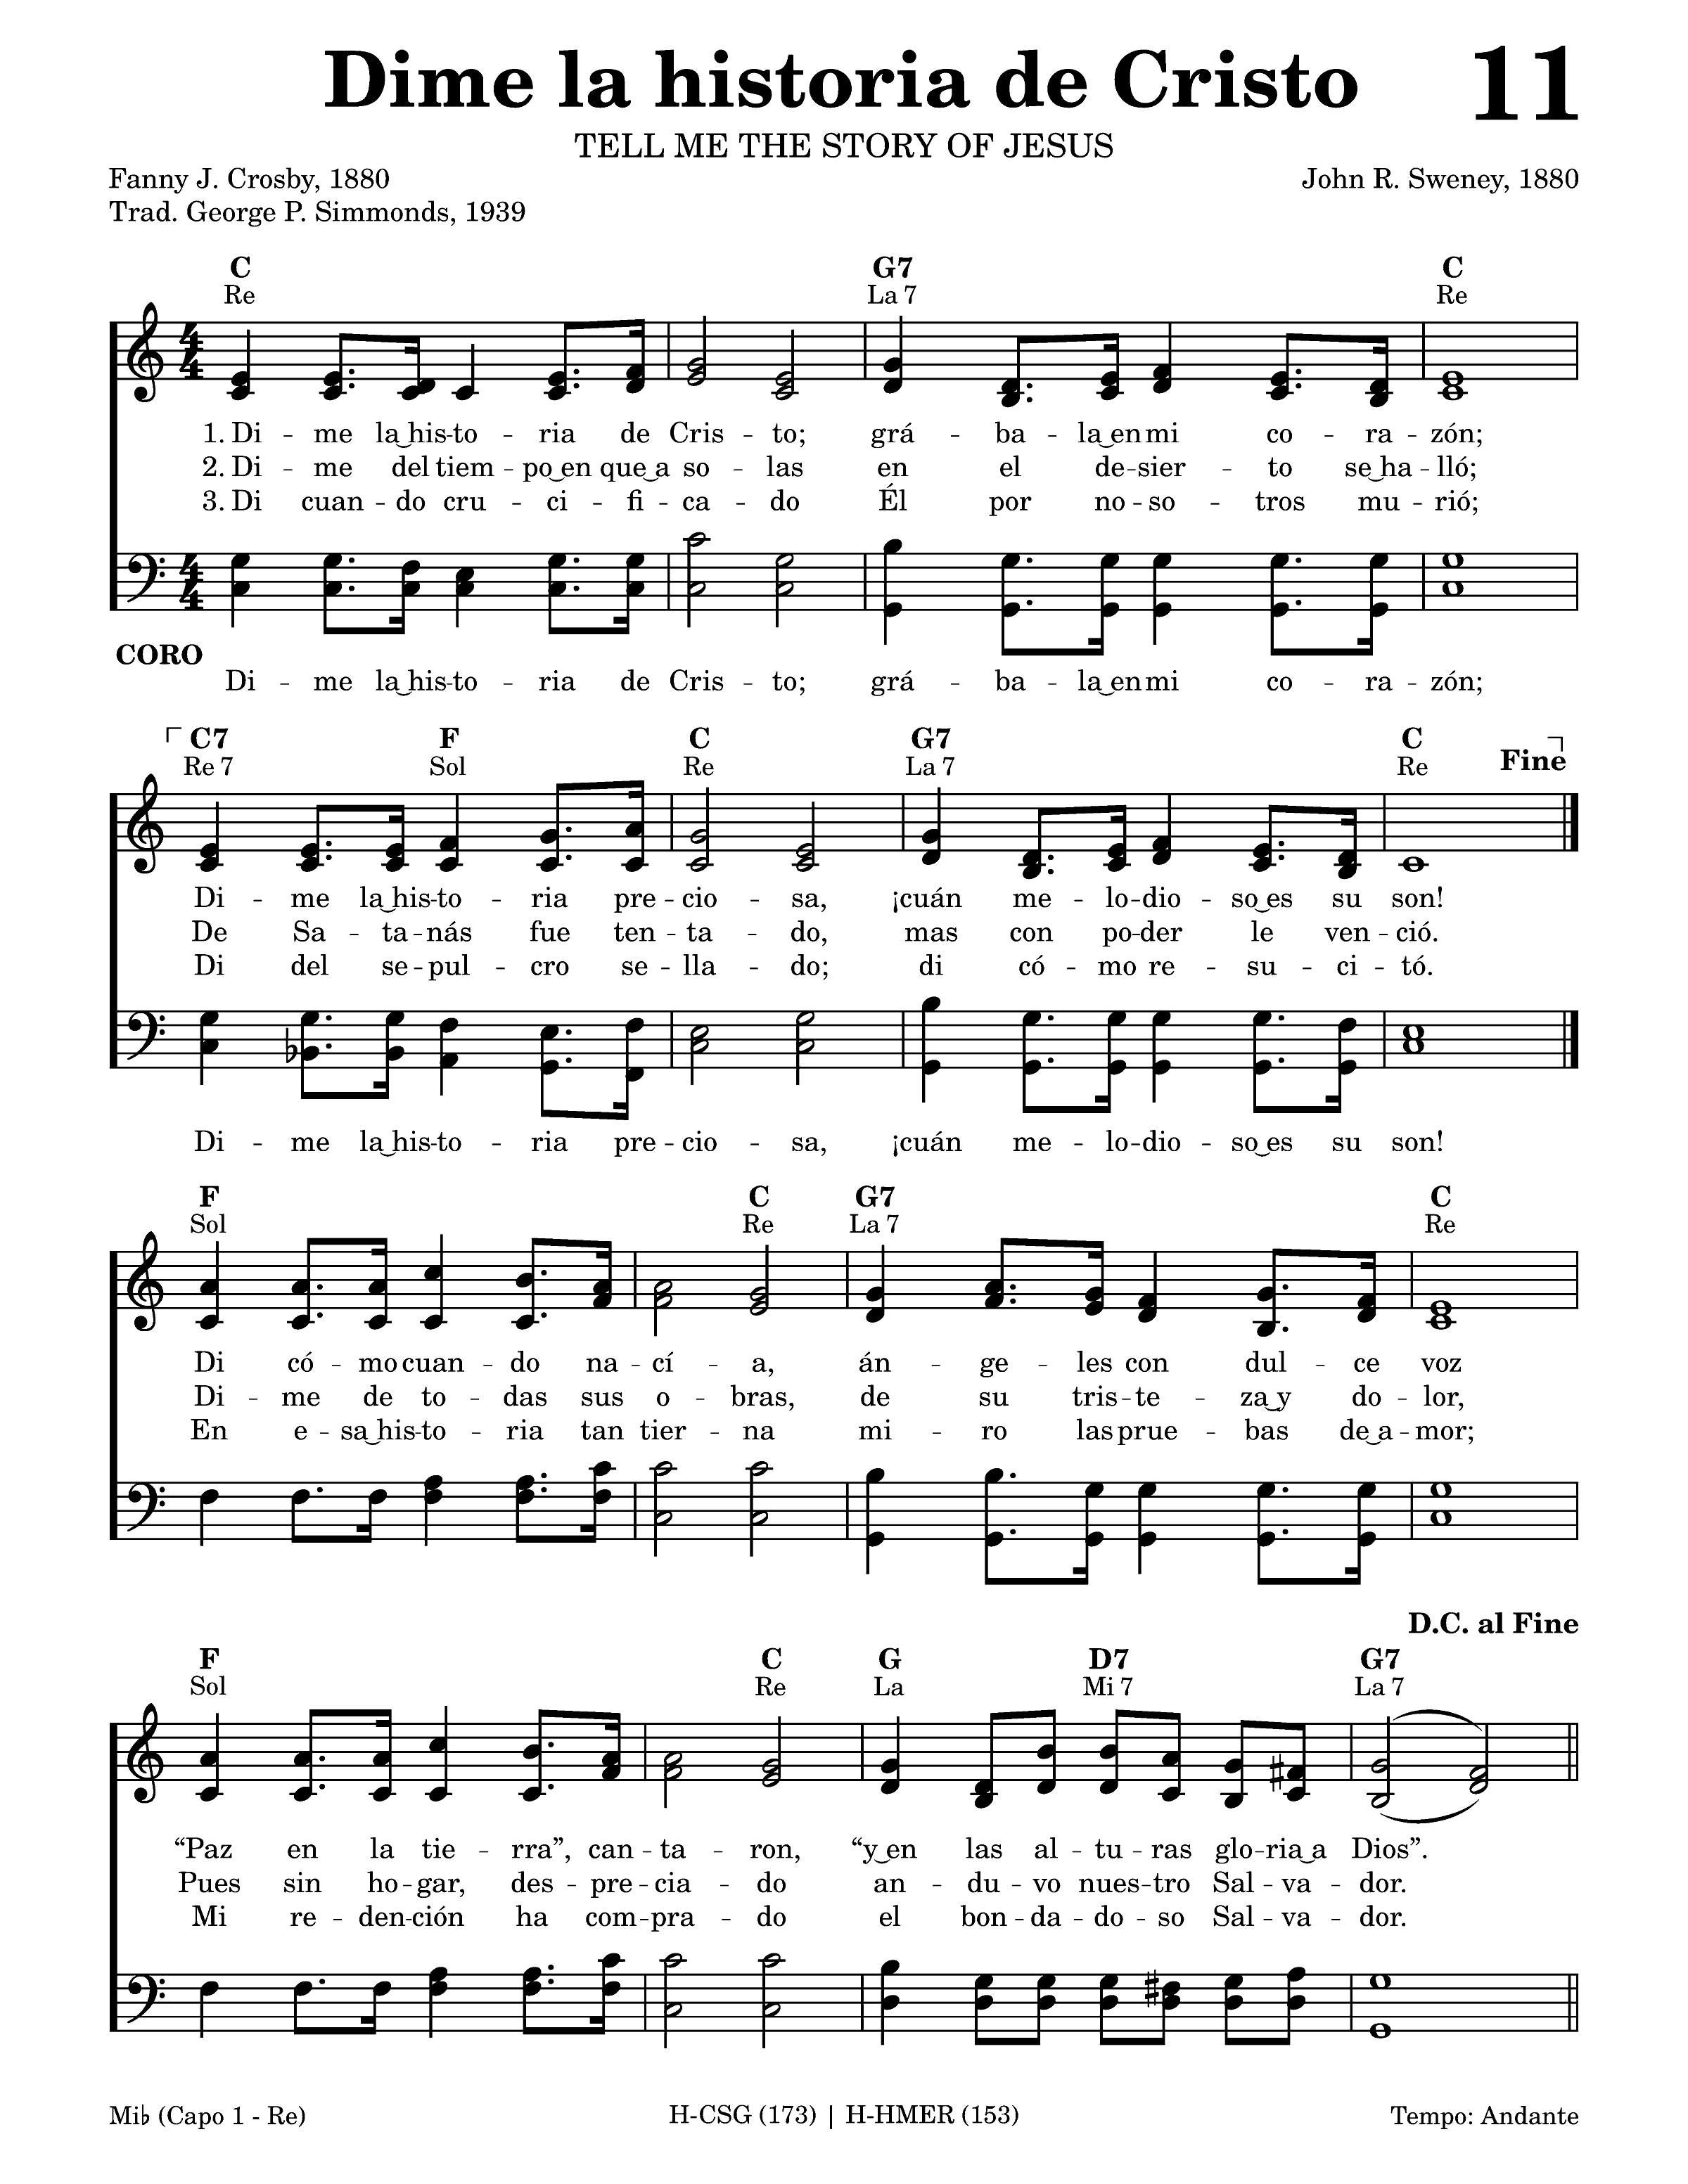 Dime la historia de Cristo 11
TELL ME THE STORY OF JESUS
Fanny J. Crosby, 1880 John R. Sweney, 1880
Trad. George P. Simmonds, 1939
C G7 C
Re La 7 Re
1. Di – me la‿his – to – ria de Cris – to; grá – ba – la‿en mi co – ra – zón;
2. Di – me del tiem – po‿en que‿a so – las en el de – sier – to se‿ha – lló;
3. Di cuan – do cru – ci – fi – ca – do Él por no – so – tros mu – rió;
CORO
Di – me la‿his – to – ria de Cris – to; grá – ba – la‿en mi co – ra – zón;
C7 F C G7 C
Re 7 Sol Re La 7 Re Fine
Di – me la‿his – to – ria pre – cio – sa, ¡cuán me – lo – dio – so‿es su son!
De Sa – ta – nás fue ten – ta – do, mas con po – der le ven – ció.
Di del se – pul – cro se – lla – do; di có – mo re – su – ci – tó.
Di – me la‿his – to – ria pre – cio – sa, ¡cuán me – lo – dio – so‿es su son!
F C G7 C
Sol Re La 7 Re
Di có – mo cuan – do na – cí – a, án – ge – les con dul – ce voz
Di – me de to – das sus o – bras, de su tris – te – za‿y do – lor,
En e – sa‿his – to – ria tan tier – na mi – ro las prue – bas de‿a – mor;
D.C. al Fine
F C G D7 G7
Sol Re La Mi 7 La 7
“Paz en la tie – rra”, can – ta – ron, “y‿en las al – tu – ras glo – ria‿a Dios”.
Pues sin ho – gar, des – pre – cia – do an – du – vo nues – tro Sal – va – dor.
Mi re – den – ción ha com – pra – do el bon – da – do – so Sal – va – dor.
Mi♭ (Capo 1 - Re) H-CSG (173) | H-HMER (153) Tempo: Andante